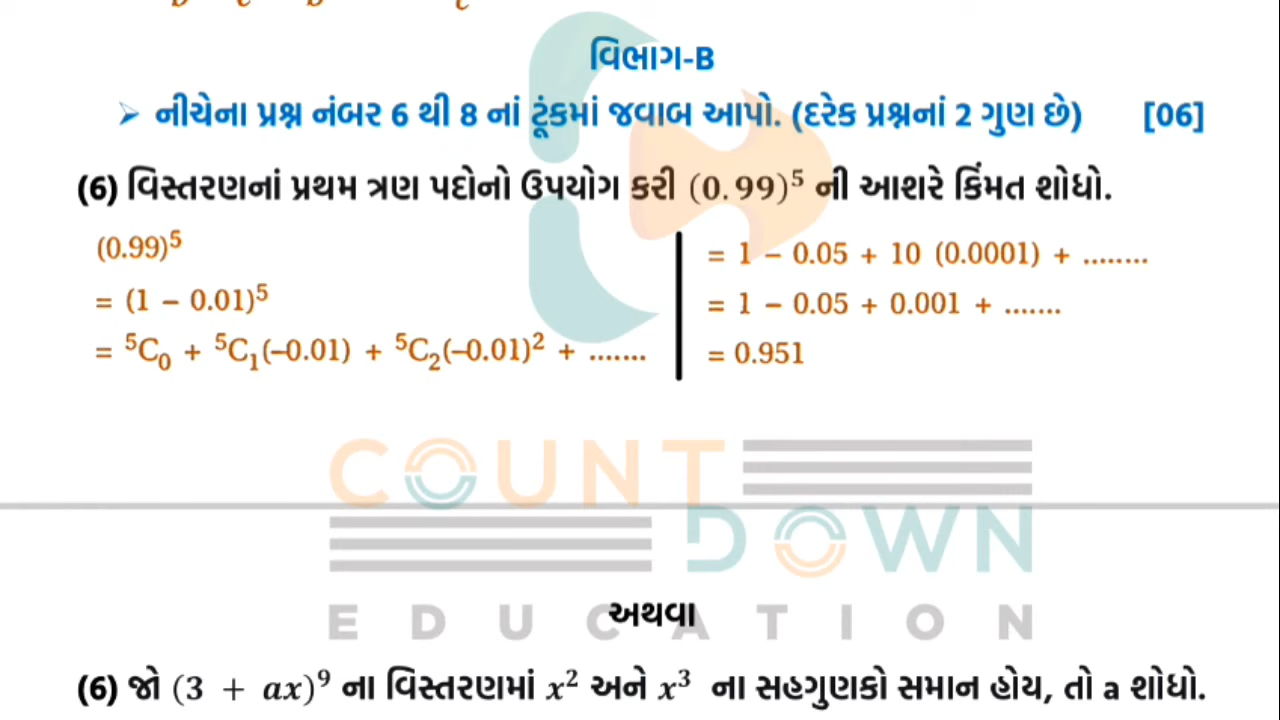 વિભાગ-B
➢ નીચેના પ્રશ્ન નંબર 6 થી 8 નાં ટૂંકમાં જવાબ આપો. (દરેક પ્રશ્નનાં 2 ગુણ છે) [06]
(6) વિસ્તરણનાં પ્રથમ ત્રણ પદોનો ઉપયોગ કરી (0.99)⁵ ની આશરે કિંમત શોધો.
(0.99)⁵
= (1 – 0.01)⁵
= ⁵C₀ + ⁵C₁(–0.01) + ⁵C₂(–0.01)² + .......
= 1 – 0.05 + 10 (0.0001) + ........
= 1 – 0.05 + 0.001 + .......
= 0.951
COUNT
DOWN
EDUCATION
અથવા
(6) જો (3 + ax)⁹ ના વિસ્તરણમાં x² અને x³ ના સહગુણકો સમાન હોય, તો a શોધો.